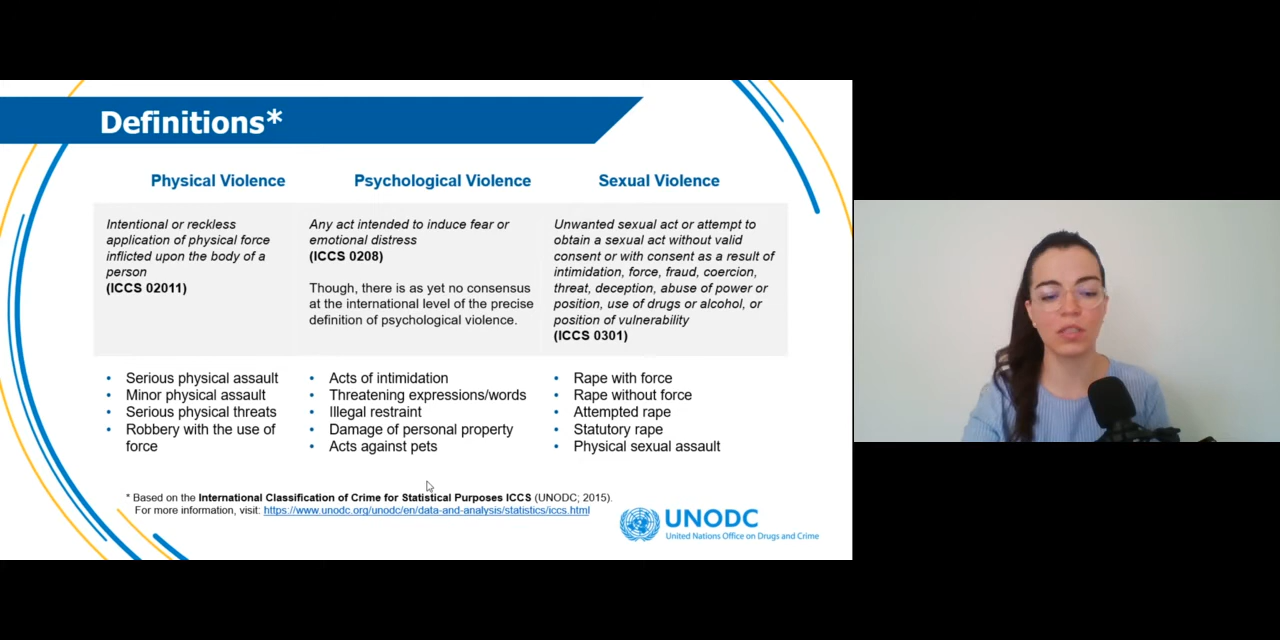 Definitions*
Physical Violence
Intentional or reckless
application of physical force
inflicted upon the body of a
person
(ICCS 02011)
• Serious physical assault
• Minor physical assault
• Serious physical threats
• Robbery with the use of
force
Psychological Violence
Any act intended to induce fear or
emotional distress
(ICCS 0208)
Though, there is as yet no consensus
at the international level of the precise
definition of psychological violence.
• Acts of intimidation
• Threatening expressions/words
• Illegal restraint
• Damage of personal property
• Acts against pets
Sexual Violence
Unwanted sexual act or attempt to
obtain a sexual act without valid
consent or with consent as a result of
intimidation, force, fraud, coercion,
threat, deception, abuse of power or
position, use of drugs or alcohol, or
position of vulnerability
(ICCS 0301)
• Rape with force
• Rape without force
• Attempted rape
• Statutory rape
• Physical sexual assault
* Based on the International Classification of Crime for Statistical Purposes ICCS (UNODC; 2015).
For more information, visit: https://www.unodc.org/unodc/en/data-and-analysis/statistics/iccs.html
UNODC
United Nations Office on Drugs and Crime